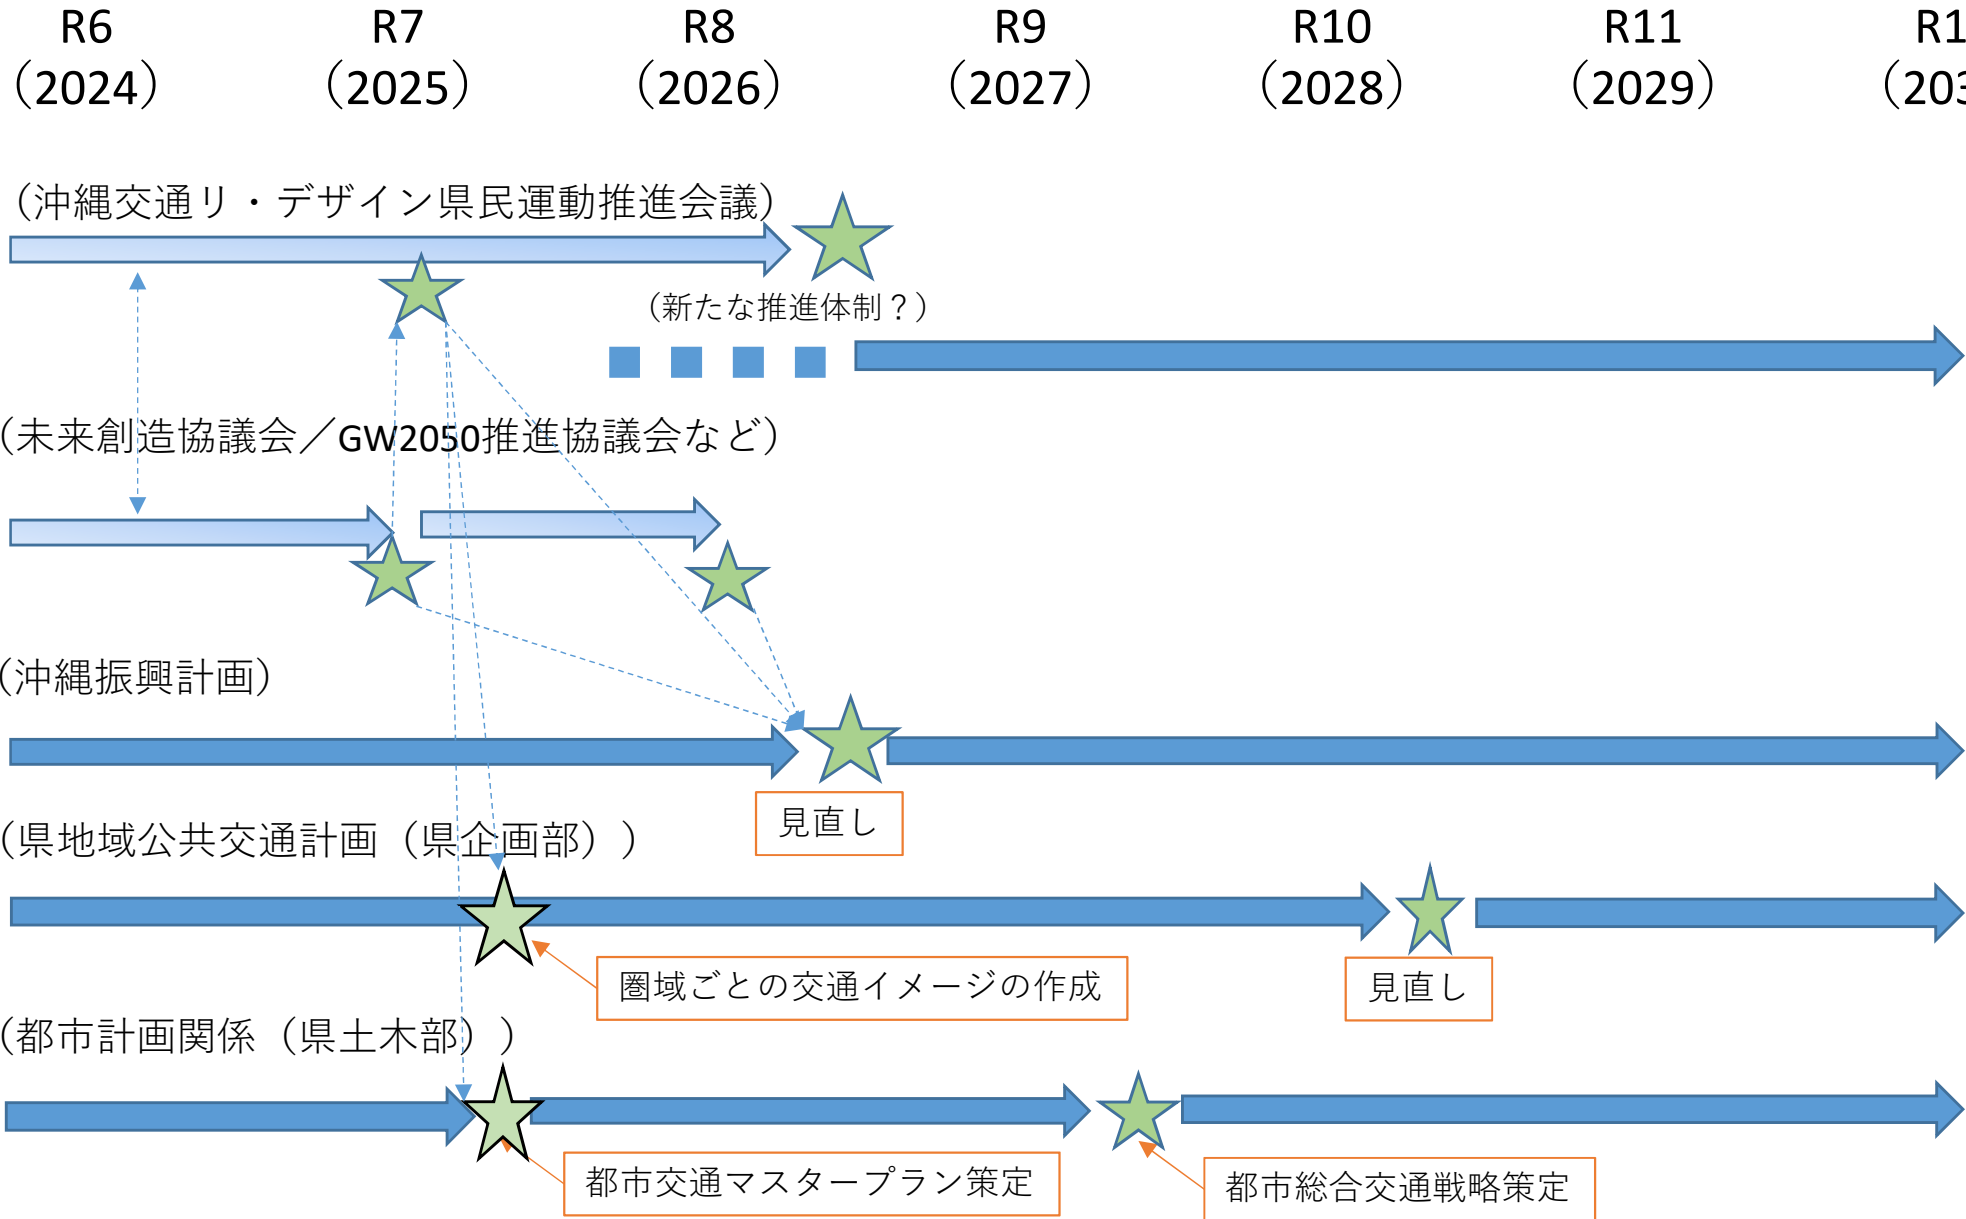 R6 R7 R8 R9 R10 R11 R1
（2024） （2025） （2026） （2027） （2028） （2029） （203
（沖縄交通リ・デザイン県民運動推進会議）
（新たな推進体制？）
（未来創造協議会／GW2050推進協議会など）
（沖縄振興計画）
見直し
（県地域公共交通計画（県企画部））
圏域ごとの交通イメージの作成
見直し
（都市計画関係（県土木部））
都市交通マスタープラン策定
都市総合交通戦略策定